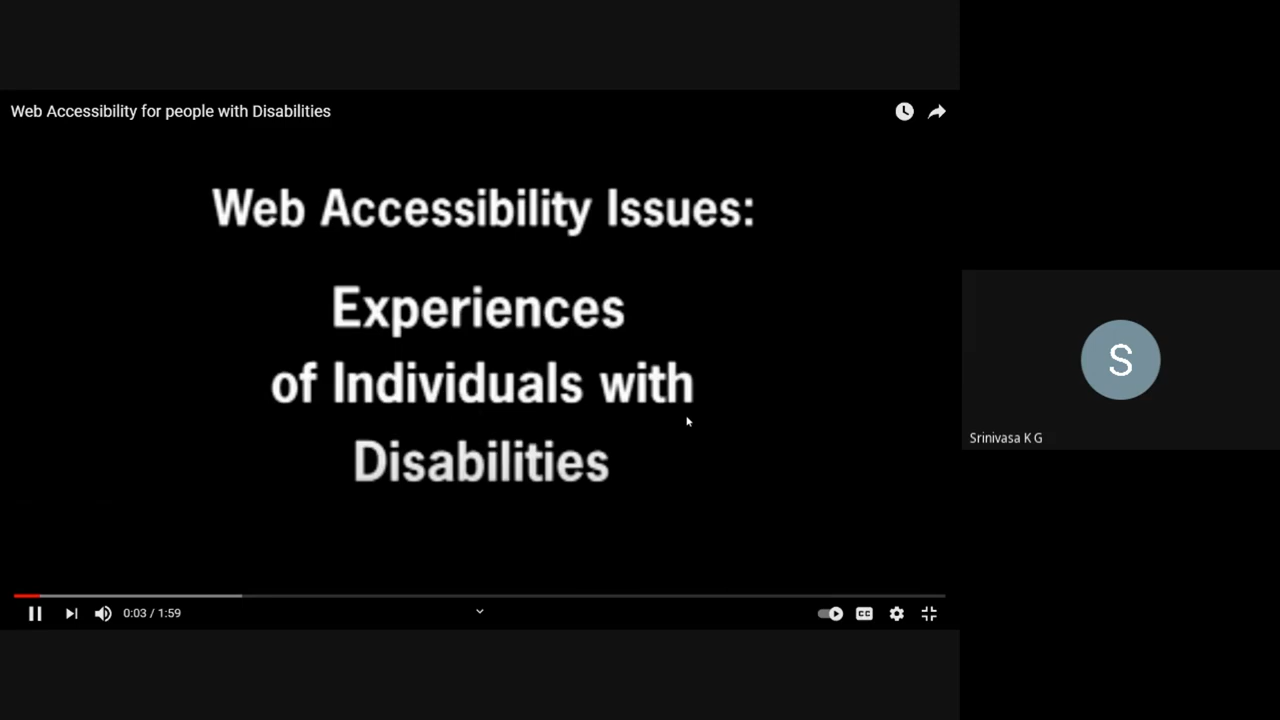 Web Accessibility for people with Disabilities
Web Accessibility Issues:
Experiences
of Individuals with
Disabilities
S
Srinivasa K G
0:03 / 1:59
CC